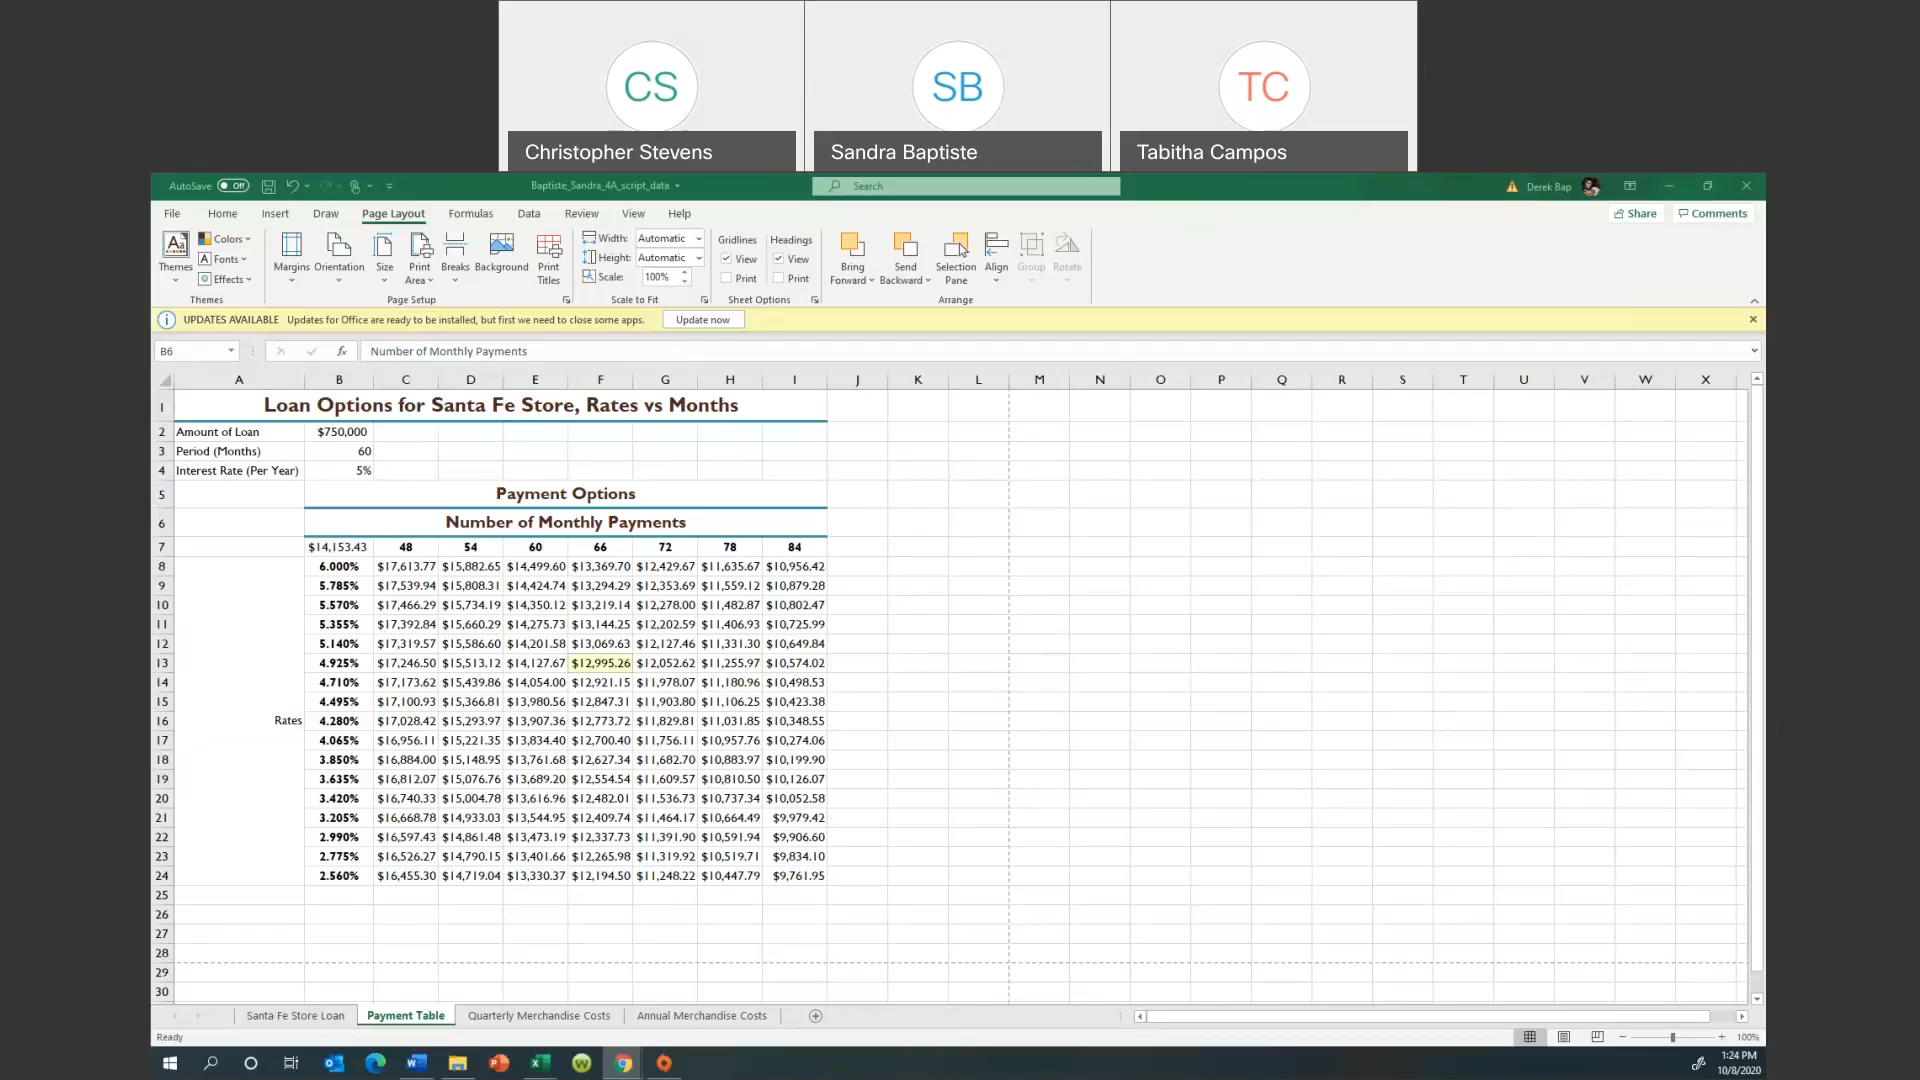 CS SB TC
Christopher Stevens Sandra Baptiste Tabitha Campos
AutoSave Off Baptiste_Sandra_4A_script_data Search Derek Bap
File Home Insert Draw Page Layout Formulas Data Review View Help Share Comments
Colors Width: Automatic Gridlines Headings
Fonts Height: Automatic View View
Themes Margins Orientation Size Print Area Breaks Background Print Titles Bring Forward Send Backward Selection Pane Align Group Rotate
Effects Scale: 100% Print Print
Themes Page Setup Scale to Fit Sheet Options Arrange
UPDATES AVAILABLE Updates for Office are ready to be installed, but first we need to close some apps. Update now
B6 fx Number of Monthly Payments
A B C D E F G H I J K L M N O P Q R S T U V W X
1 Loan Options for Santa Fe Store, Rates vs Months
2 Amount of Loan $750,000
3 Period (Months) 60
4 Interest Rate (Per Year) 5%
5 Payment Options
6 Number of Monthly Payments
7 $14,153.43 48 54 60 66 72 78 84
8 6.000% $17,613.77 $15,882.65 $14,499.60 $13,369.70 $12,429.67 $11,635.67 $10,956.42
9 5.785% $17,539.94 $15,808.31 $14,424.74 $13,294.29 $12,353.69 $11,559.12 $10,879.28
10 5.570% $17,466.29 $15,734.19 $14,350.12 $13,219.14 $12,278.00 $11,482.87 $10,802.47
11 5.355% $17,392.84 $15,660.29 $14,275.73 $13,144.25 $12,202.59 $11,406.93 $10,725.99
12 5.140% $17,319.57 $15,586.60 $14,201.58 $13,069.63 $12,127.46 $11,331.30 $10,649.84
13 4.925% $17,246.50 $15,513.12 $14,127.67 $12,995.26 $12,052.62 $11,255.97 $10,574.02
14 4.710% $17,173.62 $15,439.86 $14,054.00 $12,921.15 $11,978.07 $11,180.96 $10,498.53
15 4.495% $17,100.93 $15,366.81 $13,980.56 $12,847.31 $11,903.80 $11,106.25 $10,423.38
16 Rates 4.280% $17,028.42 $15,293.97 $13,907.36 $12,773.72 $11,829.81 $11,031.85 $10,348.55
17 4.065% $16,956.11 $15,221.35 $13,834.40 $12,700.40 $11,756.11 $10,957.76 $10,274.06
18 3.850% $16,884.00 $15,148.95 $13,761.68 $12,627.34 $11,682.70 $10,883.97 $10,199.90
19 3.635% $16,812.07 $15,076.76 $13,689.20 $12,554.54 $11,609.57 $10,810.50 $10,126.07
20 3.420% $16,740.33 $15,004.78 $13,616.96 $12,482.01 $11,536.73 $10,737.34 $10,052.58
21 3.205% $16,668.78 $14,933.03 $13,544.95 $12,409.74 $11,464.17 $10,664.49 $9,979.42
22 2.990% $16,597.43 $14,861.48 $13,473.19 $12,337.73 $11,391.90 $10,591.94 $9,906.60
23 2.775% $16,526.27 $14,790.15 $13,401.66 $12,265.98 $11,319.92 $10,519.71 $9,834.10
24 2.560% $16,455.30 $14,719.04 $13,330.37 $12,194.50 $11,248.22 $10,447.79 $9,761.95
25
26
27
28
29
30
Santa Fe Store Loan Payment Table Quarterly Merchandise Costs Annual Merchandise Costs
Ready 100%
1:24 PM
10/8/2020